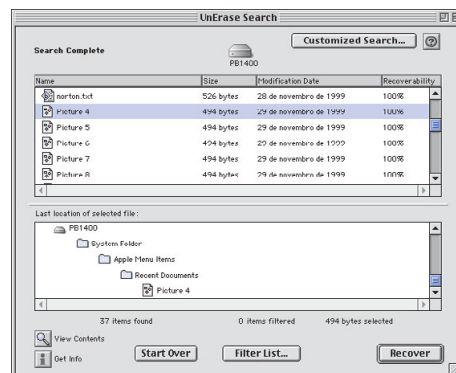 UnErase Search
Search Complete
PB1400
Customized Search...
Name Size Modification Date Recoverability
norton.txt 526 bytes 28 de novembro de 1999 100%
Picture 4 494 bytes 29 de novembro de 1999 100%
Picture 5 494 bytes 29 de novembro de 1999 100%
Picture 6 494 bytes 29 de novembro de 1999 100%
Picture 7 494 bytes 29 de novembro de 1999 100%
Picture 8 494 bytes 29 de novembro de 1999 100%
Last location of selected file:
PB1400
System Folder
Apple Menu Items
Recent Documents
Picture 4
37 items found 0 items filtered 494 bytes selected
View Contents
Get Info
Start Over Filter List... Recover